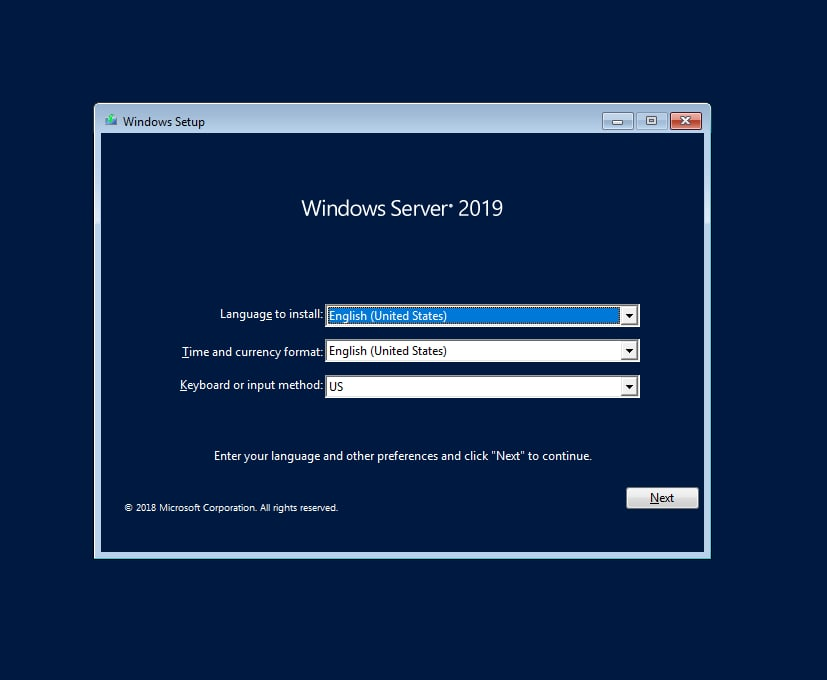 Windows Setup
Windows Server® 2019
Language to install: English (United States)
Time and currency format: English (United States)
Keyboard or input method: US
Enter your language and other preferences and click "Next" to continue.
Next
© 2018 Microsoft Corporation. All rights reserved.